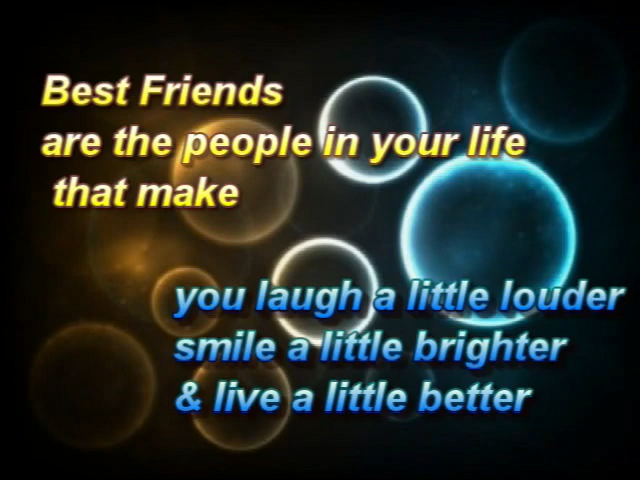 Best Friends
are the people in your life
that make
you laugh a little louder
smile a little brighter
& live a little better